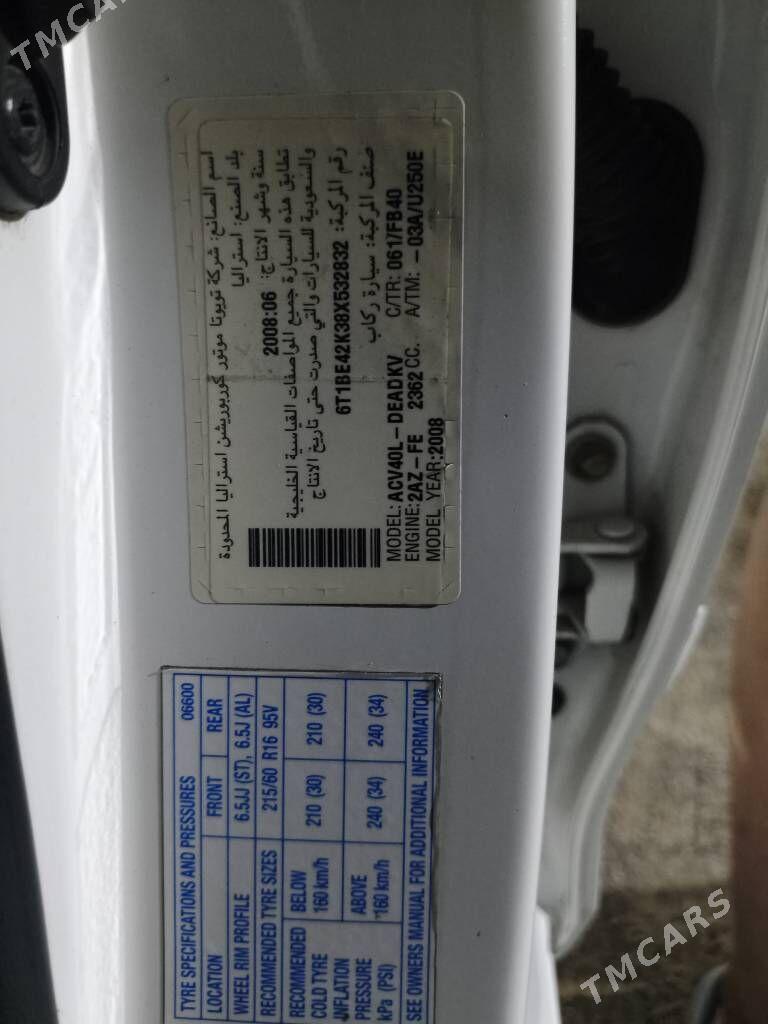 TMCARS
اسم الصانع: شركة تويوتا موتور كوربوريشن استراليا المحدودة
بلد الصنع: استراليا
سنة وشهر الانتاج: 2008:06
تطابق هذه السيارة جميع المواصفات القياسية الخليجية
والسعودية للسيارات والتي صدرت حتى تاريخ الانتاج
رقم المركبة: 6T1BE42K38X532832
صنف المركبة: سيارة ركاب
MODEL: ACV40L-DEADKV C/TR: 061/FB40
ENGINE: 2AZ-FE 2362 CC. A/TM: -03A/U250E
MODEL YEAR:2008
TYRE SPECIFICATIONS AND PRESSURES 06600
LOCATION FRONT REAR
WHEEL RIM PROFILE 6.5JJ (ST), 6.5J (AL)
RECOMMENDED TYRE SIZES 215/60 R16 95V
RECOMMENDED COLD TYRE INFLATION PRESSURE kPa (PSI)
BELOW 160 km/h 210 (30) 210 (30)
ABOVE *160 km/h 240 (34) 240 (34)
SEE OWNERS MANUAL FOR ADDITIONAL INFORMATION
TMCARS